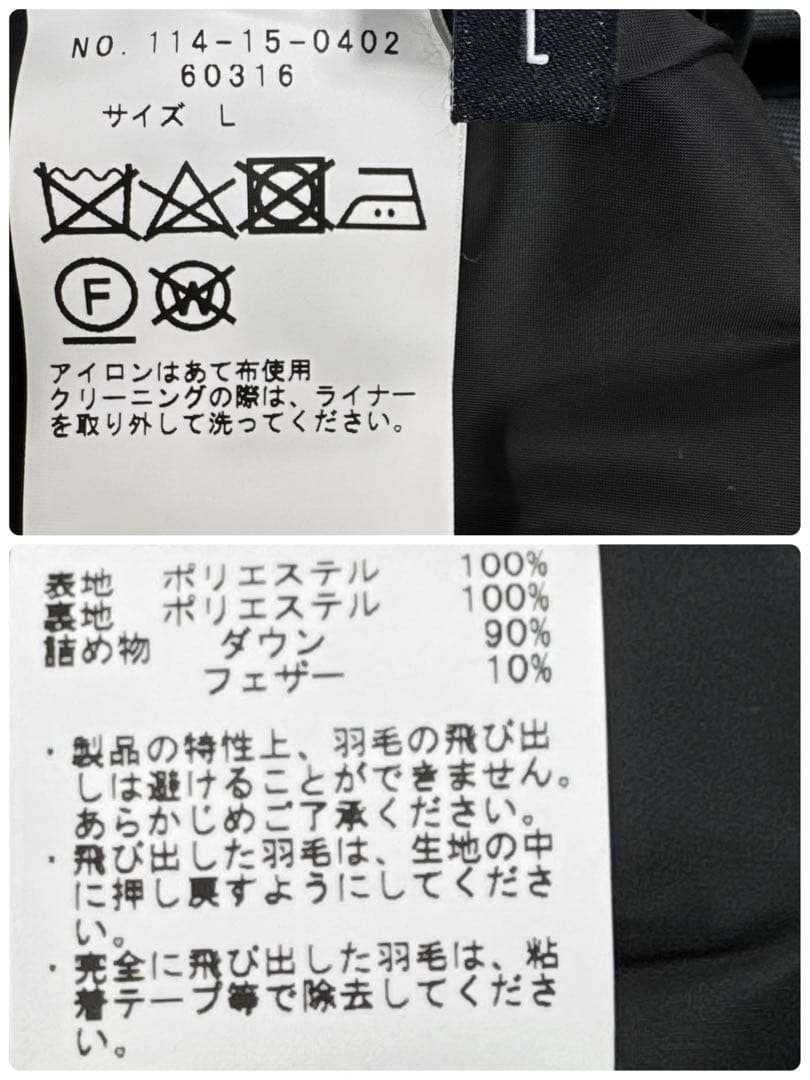 NO. 114-15-0402
60316
サイズ L
L
F
W
アイロンはあて布使用
クリーニングの際は、ライナー
を取り外して洗ってください。
表地 ポリエステル 100%
裏地 ポリエステル 100%
詰め物 ダウン 90%
フェザー 10%
・製品の特性上、羽毛の飛び出
しは避けることができません。
あらかじめご了承ください。
・飛び出した羽毛は、生地の中
に押し戻すようにしてくださ
い。
・完全に飛び出した羽毛は、粘
着テープ等で除去してくださ
い。